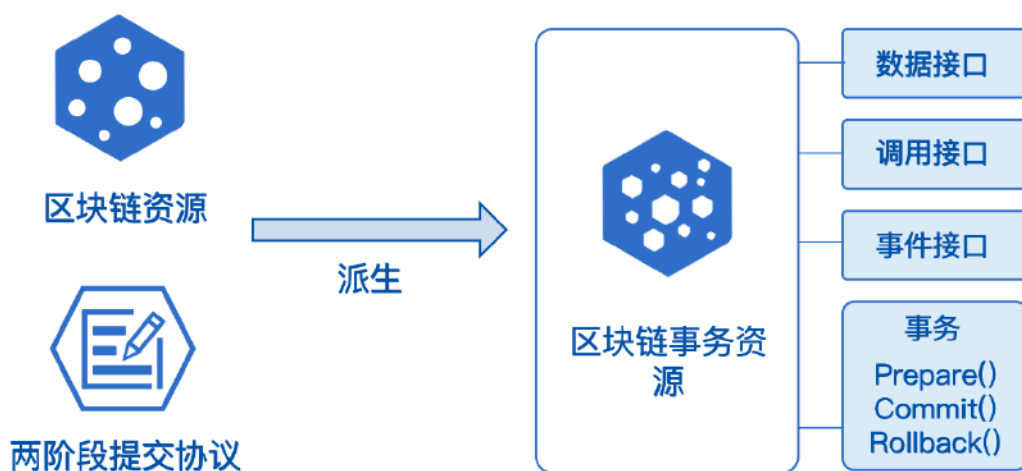 区块链资源
两阶段提交协议
派生
区块链事务资
源
数据接口
调用接口
事件接口
事务
Prepare()
Commit()
Rollback()